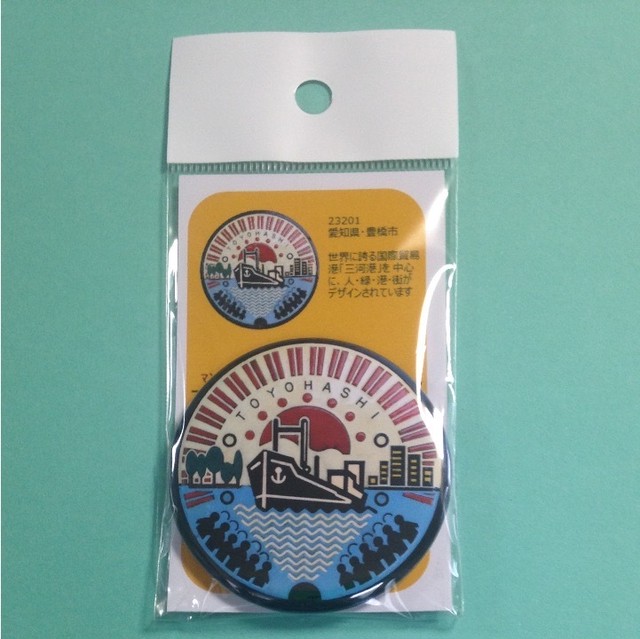 23201
愛知県・豊橋市
世界に誇る国際貿易
港「三河港」を中心
に、人・緑・港・街が
デザインされています
TOYOHASHI
マ
TOYOHASHI